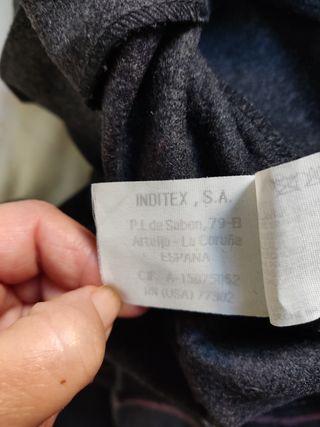 INDITEX, S.A.
P.I.de Sabon, 79-B
Arteijo - La Coruña
ESPAÑA
CIF. A-15075062
RN (USA) 77302